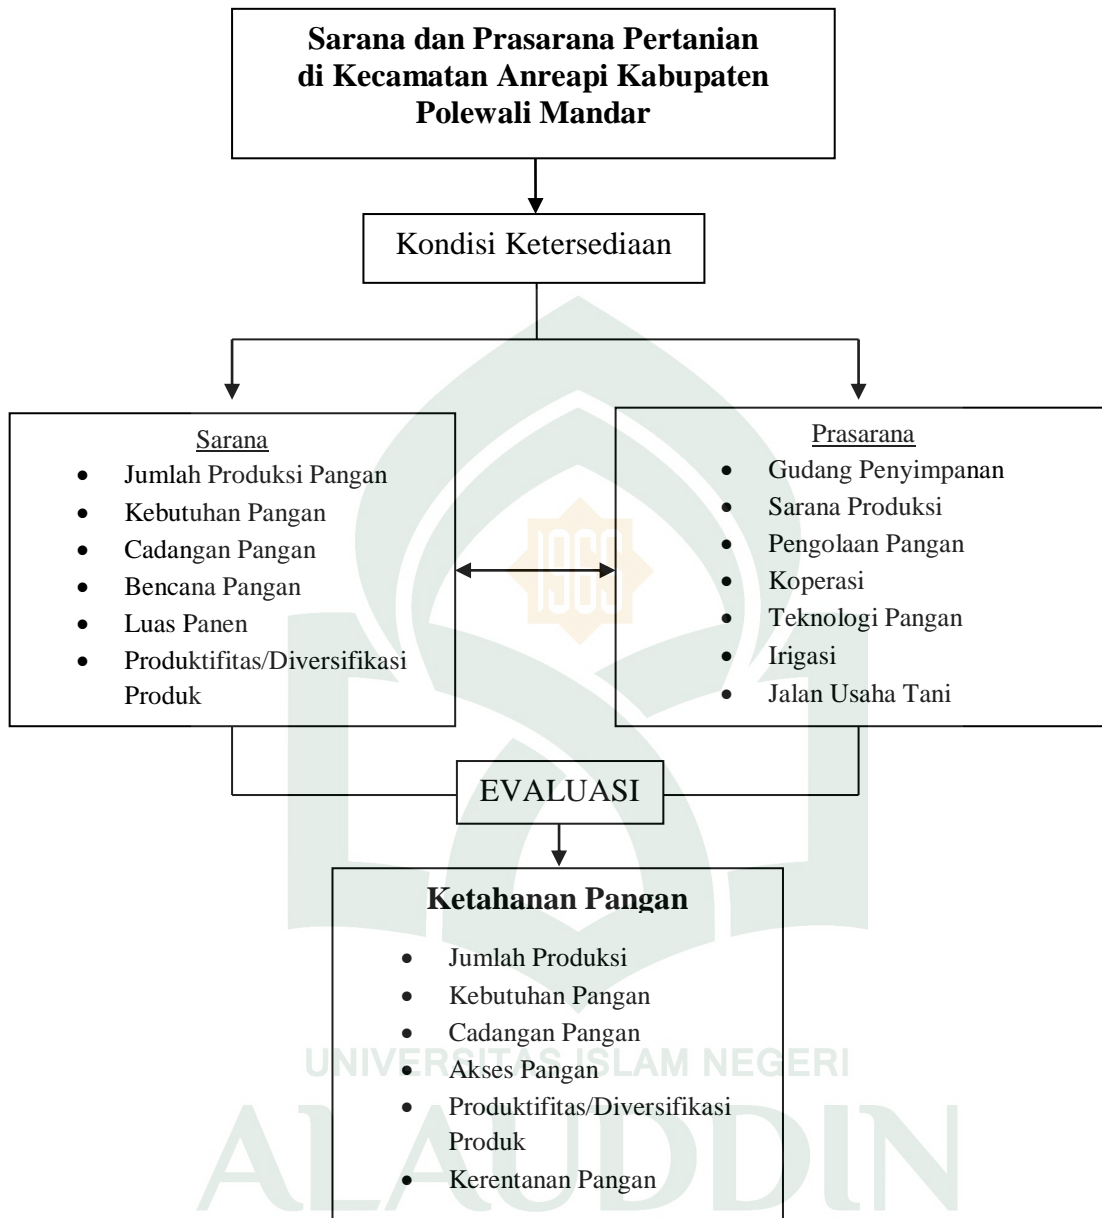 Sarana dan Prasarana Pertanian
di Kecamatan Anreapi Kabupaten
Polewali Mandar
Kondisi Ketersediaan
Sarana
• Jumlah Produksi Pangan
• Kebutuhan Pangan
• Cadangan Pangan
• Bencana Pangan
• Luas Panen
• Produktifitas/Diversifikasi
Produk
Prasarana
• Gudang Penyimpanan
• Sarana Produksi
• Pengolaan Pangan
• Koperasi
• Teknologi Pangan
• Irigasi
• Jalan Usaha Tani
1965
EVALUASI
Ketahanan Pangan
• Jumlah Produksi
• Kebutuhan Pangan
• Cadangan Pangan
• Akses Pangan
• Produktifitas/Diversifikasi
Produk
• Kerentanan Pangan
UNIVERSITAS ISLAM NEGERI
ALAUDDIN